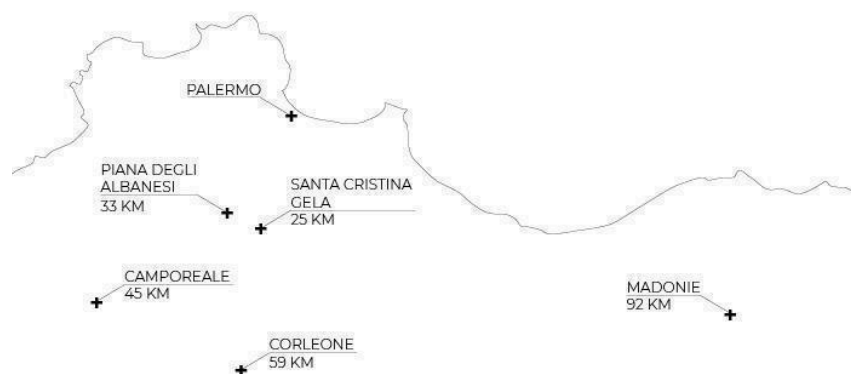 PALERMO
PIANA DEGLI
ALBANESI
33 KM
SANTA CRISTINA
GELA
25 KM
CAMPOREALE
45 KM
MADONIE
92 KM
CORLEONE
59 KM